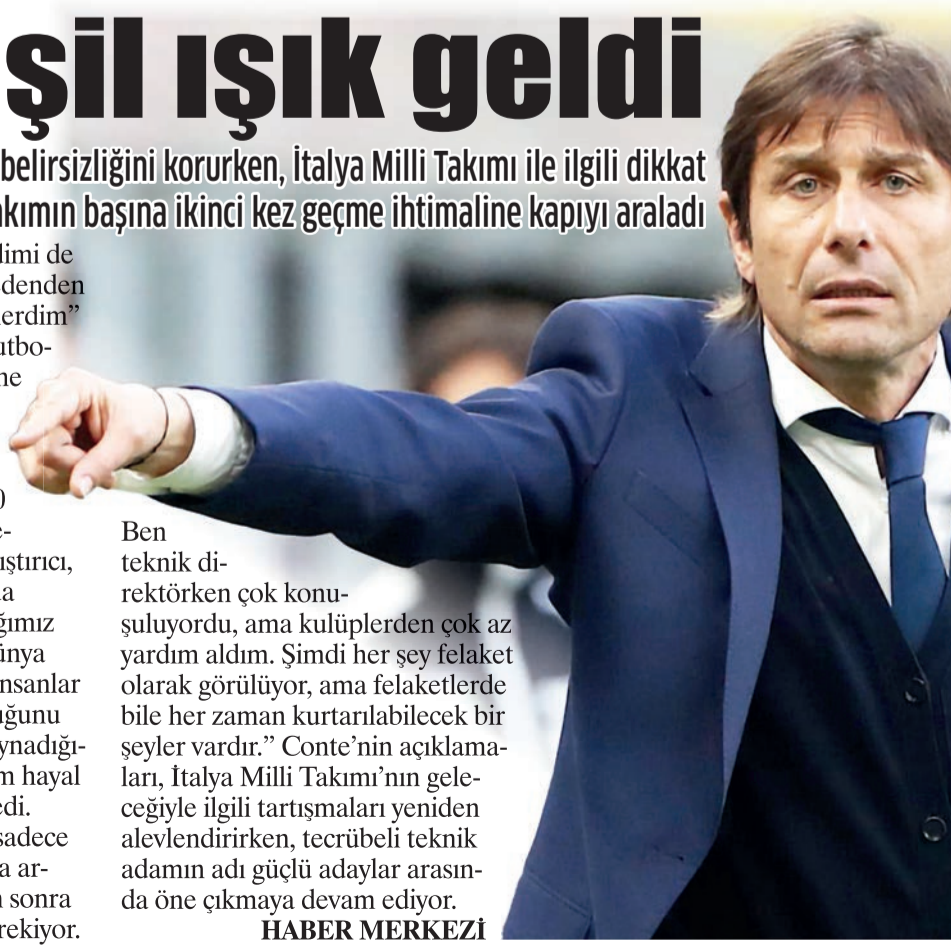 şil ışık geldi
belirsizliğini korurken, İtalya Milli Takımı ile ilgili dikkat
akımın başına ikinci kez geçme ihtimaline kapıyı araladı
limi de
denden
erdim”
utbo-
ne
0
e-
ıştırıcı,
a
ğımız
ünya
nsanlar
uğunu
ynadığı-
m hayal
edi.
sadece
a ar-
n sonra
rekiyor.
Ben
teknik di-
rektörken çok konu-
şuluyordu, ama kulüplerden çok az
yardım aldım. Şimdi her şey felaket
olarak görülüyor, ama felaketlerde
bile her zaman kurtarılabilecek bir
şeyler vardır.” Conte’nin açıklama-
ları, İtalya Milli Takımı’nın gele-
ceğiyle ilgili tartışmaları yeniden
alevlendirirken, tecrübeli teknik
adamın adı güçlü adaylar arasın-
da öne çıkmaya devam ediyor.
HABER MERKEZİ